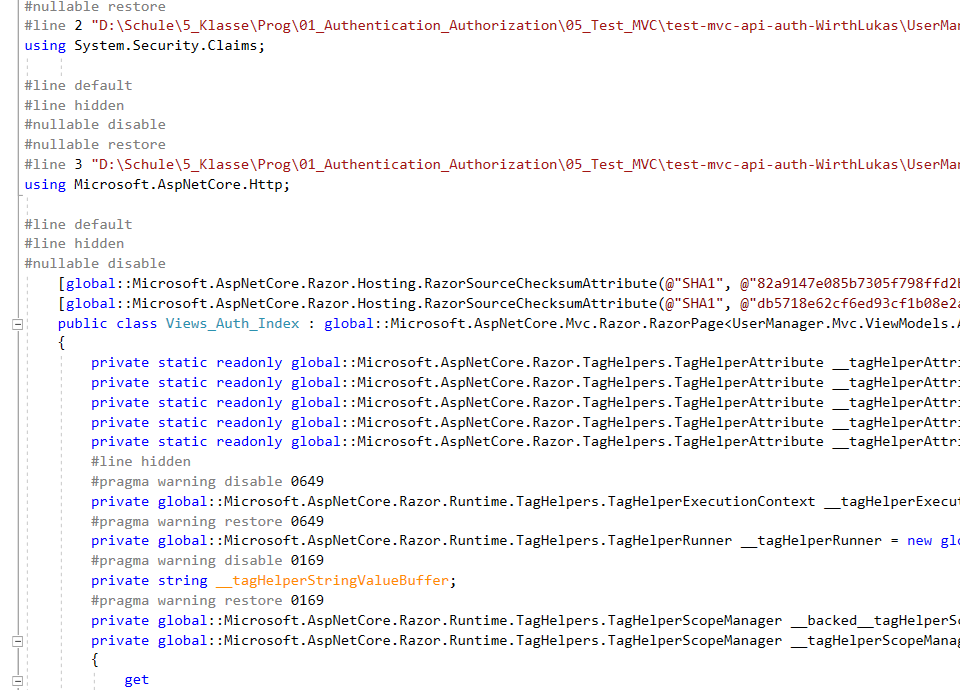 #nullable restore
#line 2 "D:\Schule\5_Klasse\Prog\01_Authentication_Authorization\05_Test_MVC\test-mvc-api-auth-WirthLukas\UserMan
using System.Security.Claims;
#line default
#line hidden
#nullable disable
#nullable restore
#line 3 "D:\Schule\5_Klasse\Prog\01_Authentication_Authorization\05_Test_MVC\test-mvc-api-auth-WirthLukas\UserMan
using Microsoft.AspNetCore.Http;
#line default
#line hidden
#nullable disable
[global::Microsoft.AspNetCore.Razor.Hosting.RazorSourceChecksumAttribute(@"SHA1", @"82a9147e085b7305f798ffd2
[global::Microsoft.AspNetCore.Razor.Hosting.RazorSourceChecksumAttribute(@"SHA1", @"db5718e62cf6ed93cf1b08e2a
public class Views_Auth_Index : global::Microsoft.AspNetCore.Mvc.Razor.RazorPage<UserManager.Mvc.ViewModels.A
{
private static readonly global::Microsoft.AspNetCore.Razor.TagHelpers.TagHelperAttribute __tagHelperAttri
private static readonly global::Microsoft.AspNetCore.Razor.TagHelpers.TagHelperAttribute __tagHelperAttri
private static readonly global::Microsoft.AspNetCore.Razor.TagHelpers.TagHelperAttribute __tagHelperAttri
private static readonly global::Microsoft.AspNetCore.Razor.TagHelpers.TagHelperAttribute __tagHelperAttri
private static readonly global::Microsoft.AspNetCore.Razor.TagHelpers.TagHelperAttribute __tagHelperAttri
#line hidden
#pragma warning disable 0649
private global::Microsoft.AspNetCore.Razor.Runtime.TagHelpers.TagHelperExecutionContext __tagHelperExecut
#pragma warning restore 0649
private global::Microsoft.AspNetCore.Razor.Runtime.TagHelpers.TagHelperRunner __tagHelperRunner = new glo
#pragma warning disable 0169
private string __tagHelperStringValueBuffer;
#pragma warning restore 0169
private global::Microsoft.AspNetCore.Razor.Runtime.TagHelpers.TagHelperScopeManager __backed__tagHelperSc
private global::Microsoft.AspNetCore.Razor.Runtime.TagHelpers.TagHelperScopeManager __tagHelperScopeManag
{
get